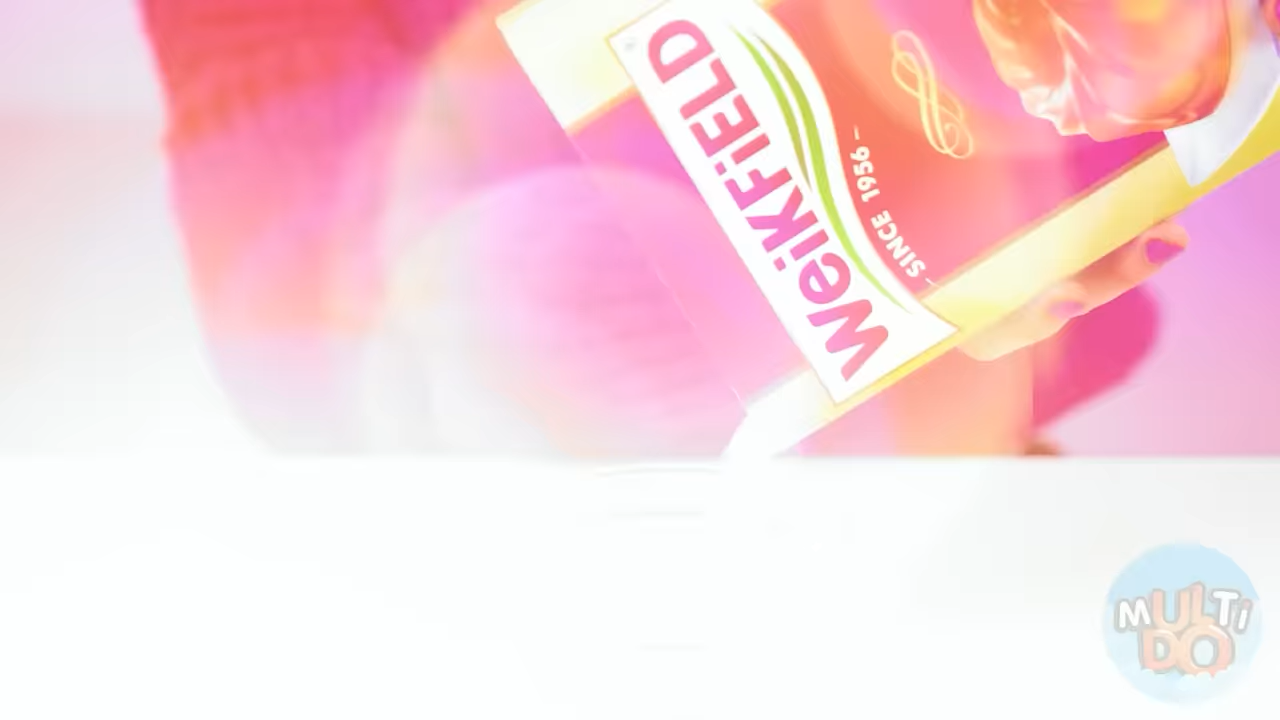 WeiKFiELD
– SINCE 1956 –
MULTI
DO